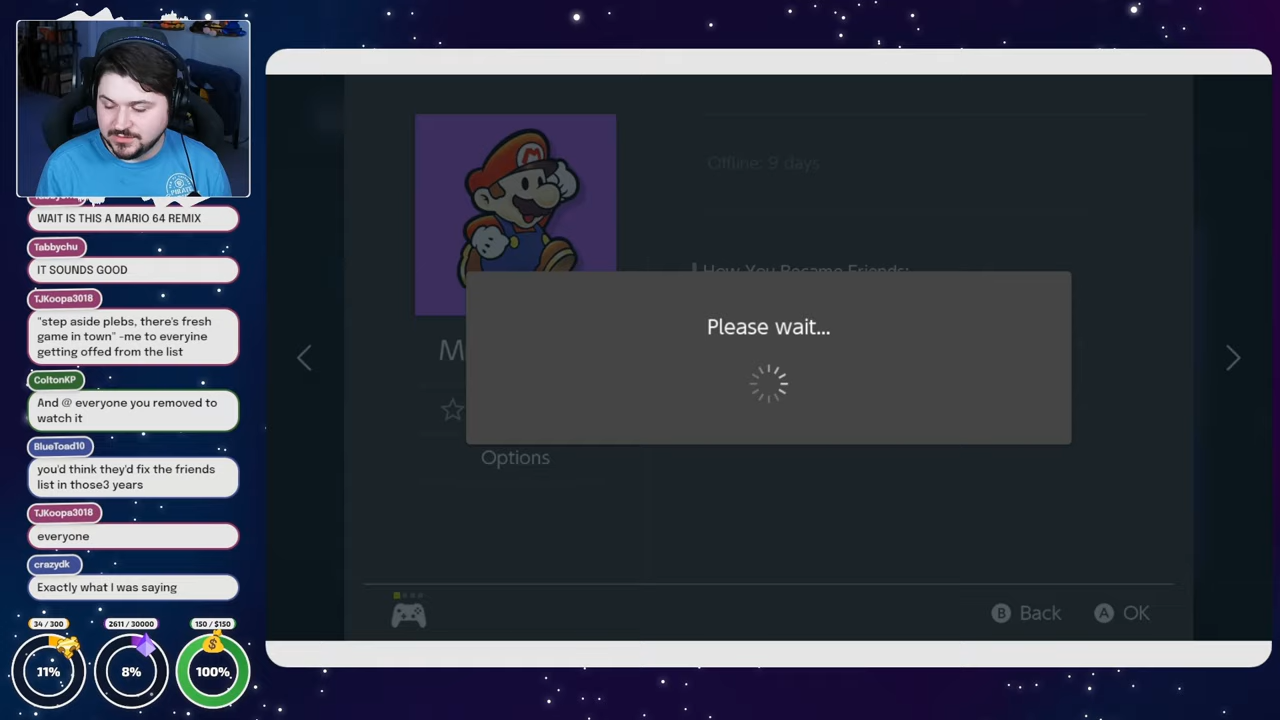 WAIT IS THIS A MARIO 64 REMIX
Tabbychu
IT SOUNDS GOOD
TJKoopa3018
"step aside plebs, there's fresh
game in town" -me to everyine
getting offed from the list
ColtonKP
And @ everyone you removed to
watch it
BlueToad10
you'd think they'd fix the friends
list in those3 years
TJKoopa3018
everyone
crazydk
Exactly what I was saying
34 / 300
2611 / 30000
150 / $150
11%
8%
100%
Offline: 9 days
How You Became Friends:
M
Please wait...
Options
B Back
A OK